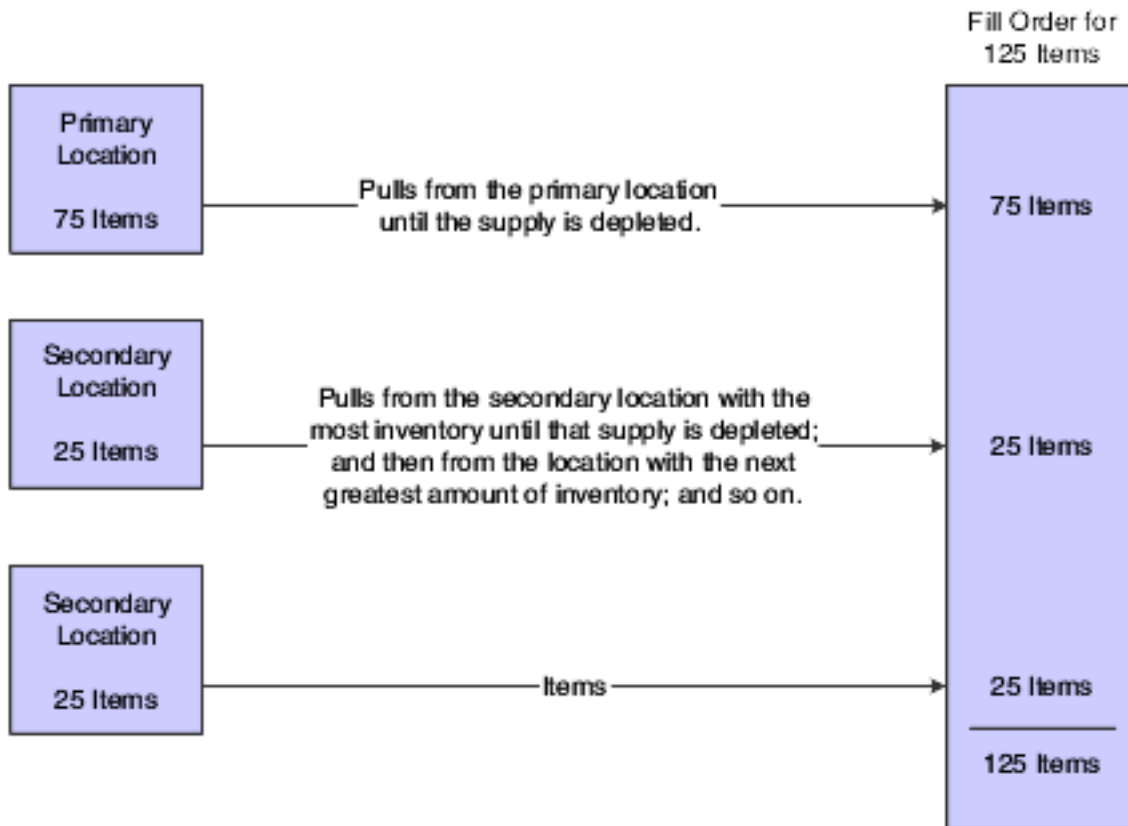 Fill Order for
125 Items
Primary
Location
75 Items
Pulls from the primary location
until the supply is depleted.
75 Items
Secondary
Location
25 Items
Pulls from the secondary location with the
most inventory until that supply is depleted;
and then from the location with the next
greatest amount of inventory; and so on.
25 Items
Secondary
Location
25 Items
Items
25 Items
125 Items